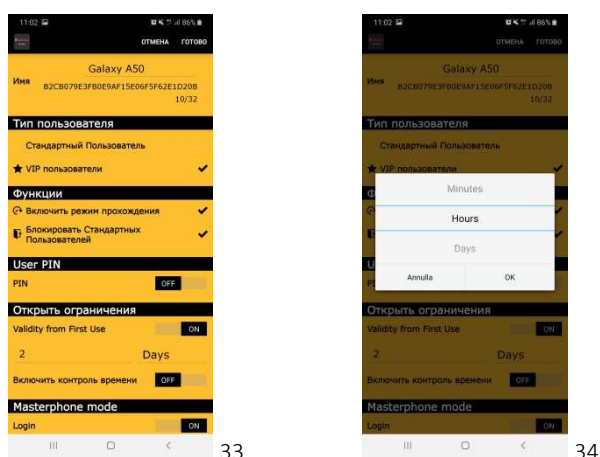 11:02 86%
ОТМЕНА ГОТОВО
Имя
Galaxy A50
B2CB079E3FB0E9AF15E06F5F62E1D20B
10/32
Тип пользователя
Стандартный Пользователь
VIP пользователи
Функции
Включить режим прохождения
Блокировать Стандартных
Пользователей
User PIN
PIN OFF
Открыть ограничения
Validity from First Use ON
2 Days
Включить контроль времени OFF
Masterphone mode
Login ON
33
11:02 86%
ОТМЕНА ГОТОВО
Имя
Galaxy A50
B2CB079E3FB0E9AF15E06F5F62E1D20B
10/32
Тип пользователя
Стандартный Пользователь
VIP пользователи
Minutes
Hours
Days
Annulla OK
Открыть ограничения
Validity from First Use ON
2 Days
Включить контроль времени OFF
Masterphone mode
Login ON
34